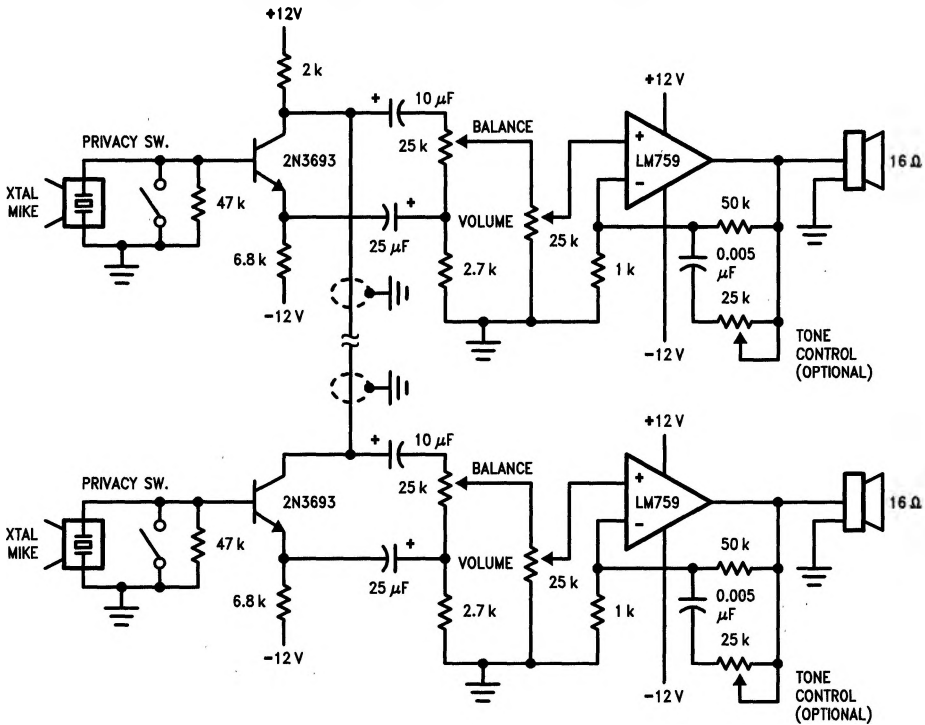 +12V
2 k
+
10 μF
+12 V
PRIVACY SW.
2N3693
25 k
BALANCE
+
LM759
−
16 Ω
XTAL
MIKE
47 k
+
VOLUME
25 k
50 k
25 μF
6.8 k
2.7 k
1 k
0.005
μF
25 k
−12 V
−12 V
TONE
CONTROL
(OPTIONAL)
+12 V
+
10 μF
PRIVACY SW.
2N3693
25 k
BALANCE
+
LM759
−
16 Ω
XTAL
MIKE
47 k
+
VOLUME
25 k
50 k
25 μF
6.8 k
2.7 k
1 k
0.005
μF
25 k
−12 V
−12 V
TONE
CONTROL
(OPTIONAL)